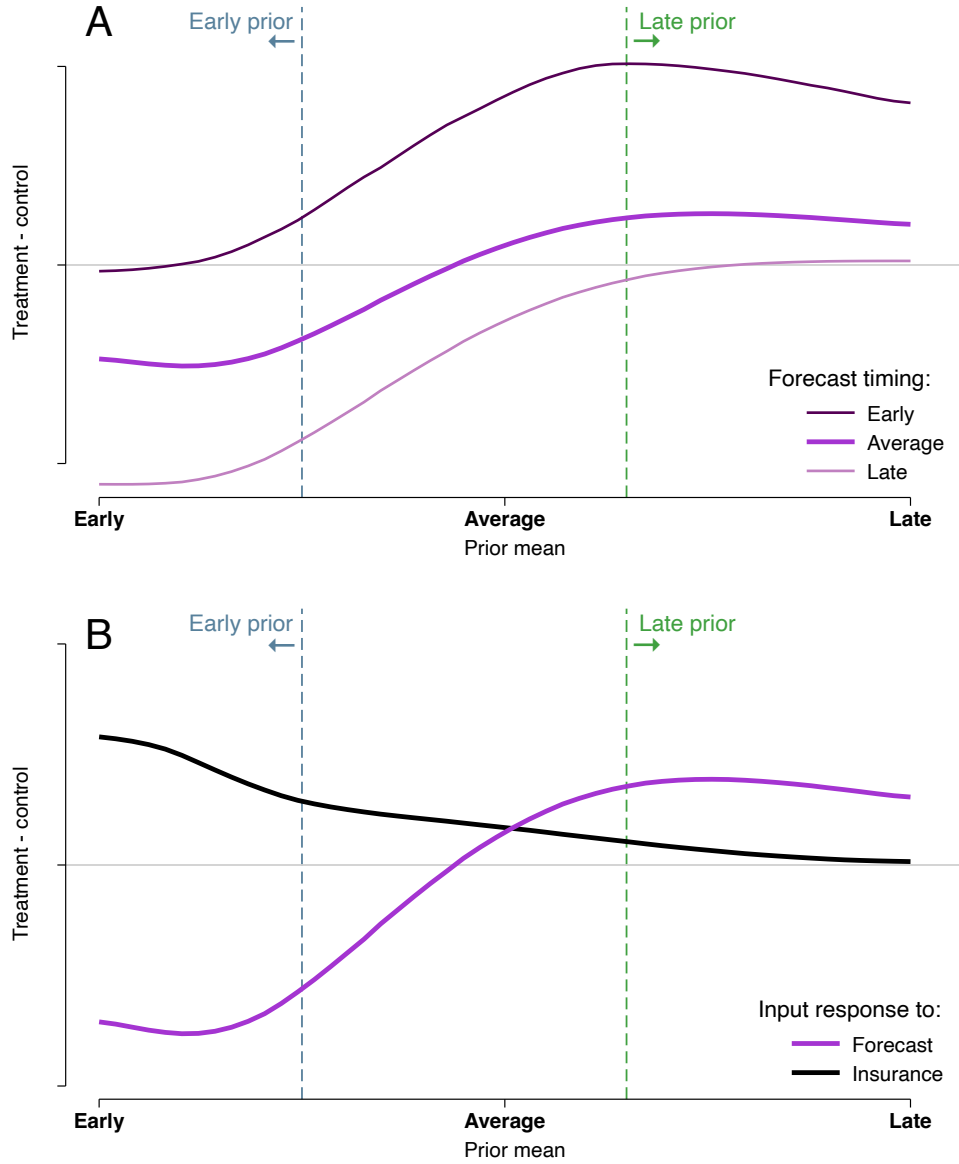 A
Early prior
Late prior
Treatment - control
Forecast timing:
Early
Average
Late
Early
Average
Late
Prior mean
B
Early prior
Late prior
Treatment - control
Input response to:
Forecast
Insurance
Early
Average
Late
Prior mean